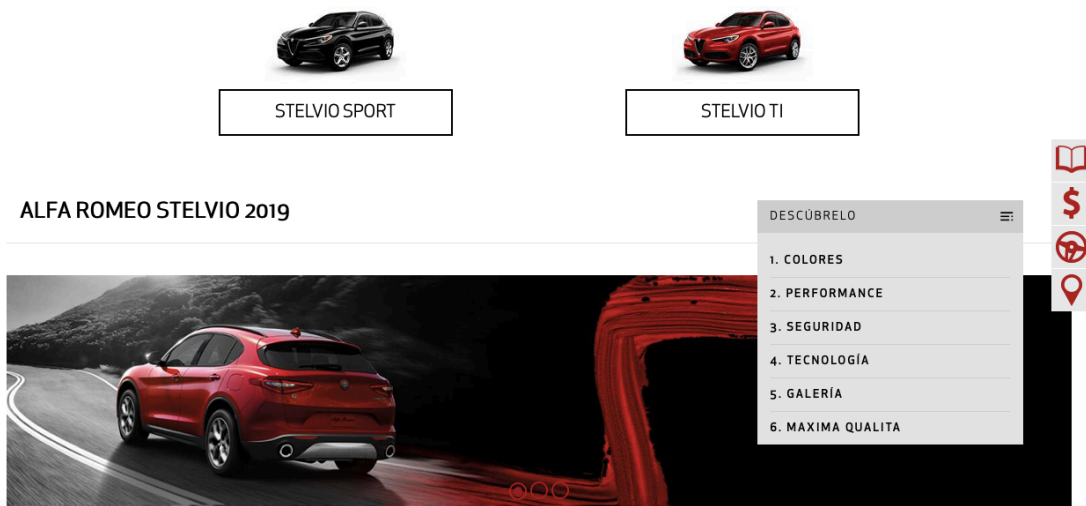 STELVIO SPORT
STELVIO TI
ALFA ROMEO STELVIO 2019
DESCÚBRELO
1. COLORES
2. PERFORMANCE
3. SEGURIDAD
4. TECNOLOGÍA
5. GALERÍA
6. MAXIMA QUALITA
$